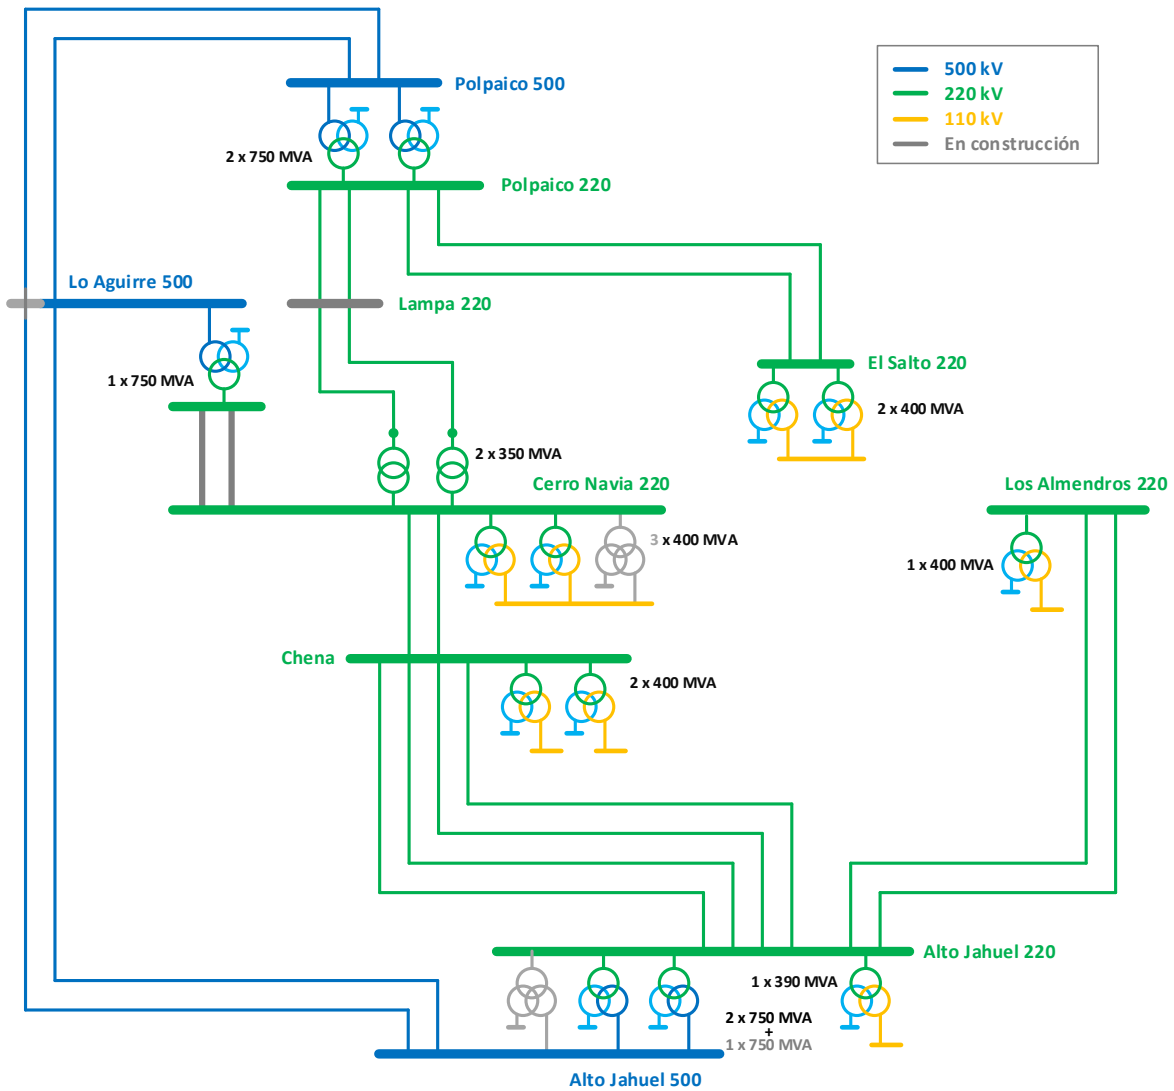 500 kV
220 kV
110 kV
En construcción
Polpaico 500
2 x 750 MVA
Polpaico 220
Lo Aguirre 500
Lampa 220
1 x 750 MVA
El Salto 220
2 x 400 MVA
2 x 350 MVA
Cerro Navia 220
Los Almendros 220
3 x 400 MVA
1 x 400 MVA
Chena
2 x 400 MVA
Alto Jahuel 220
1 x 390 MVA
2 x 750 MVA
+
1 x 750 MVA
Alto Jahuel 500